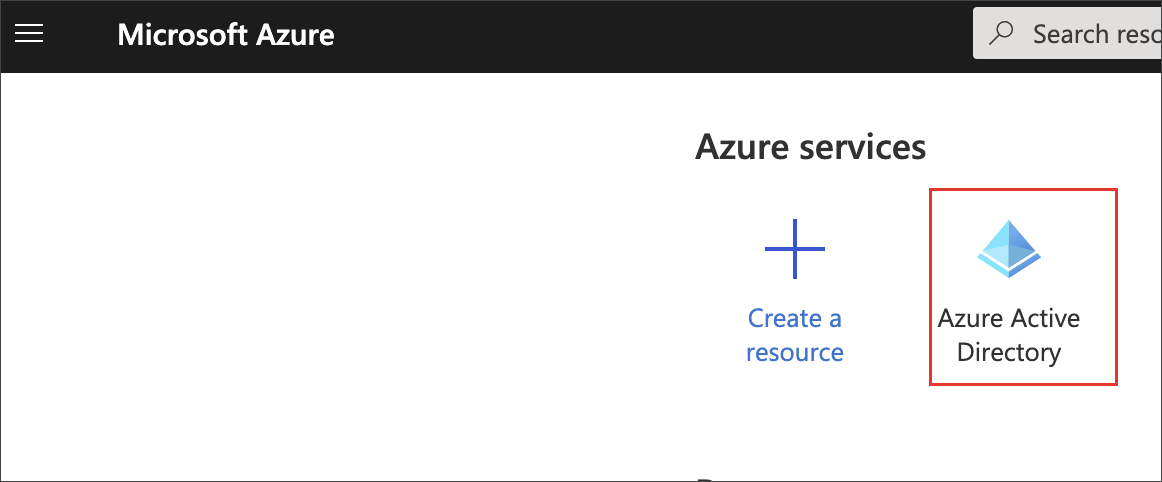 Microsoft Azure
Search reso
Azure services
Create a
resource
Azure Active
Directory